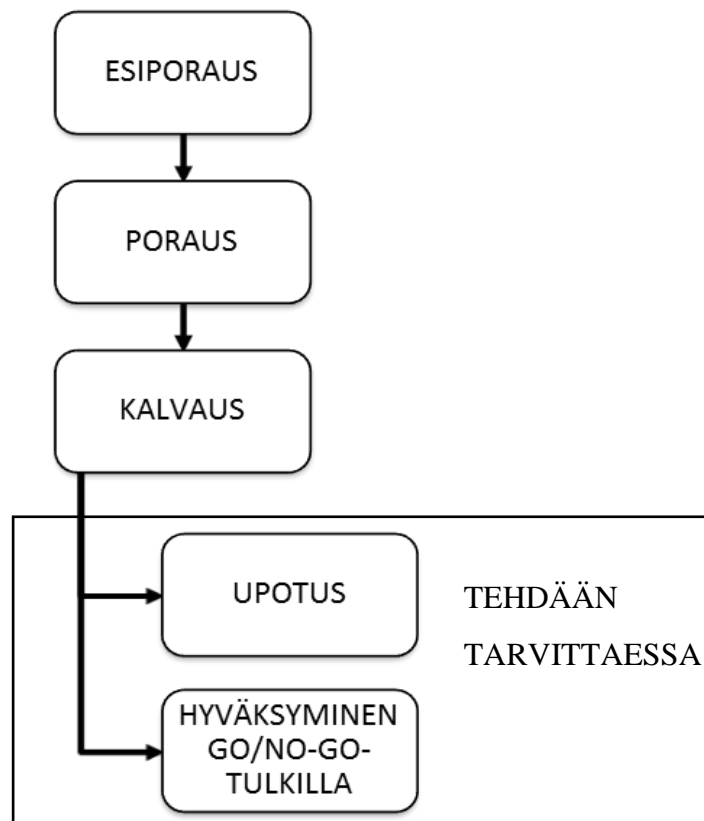 ESIPORAUS
PORAUS
KALVAUS
UPOTUS
TEHDÄÄN
TARVITTAESSA
HYVÄKSYMINEN
GO/NO-GO-
TULKILLA